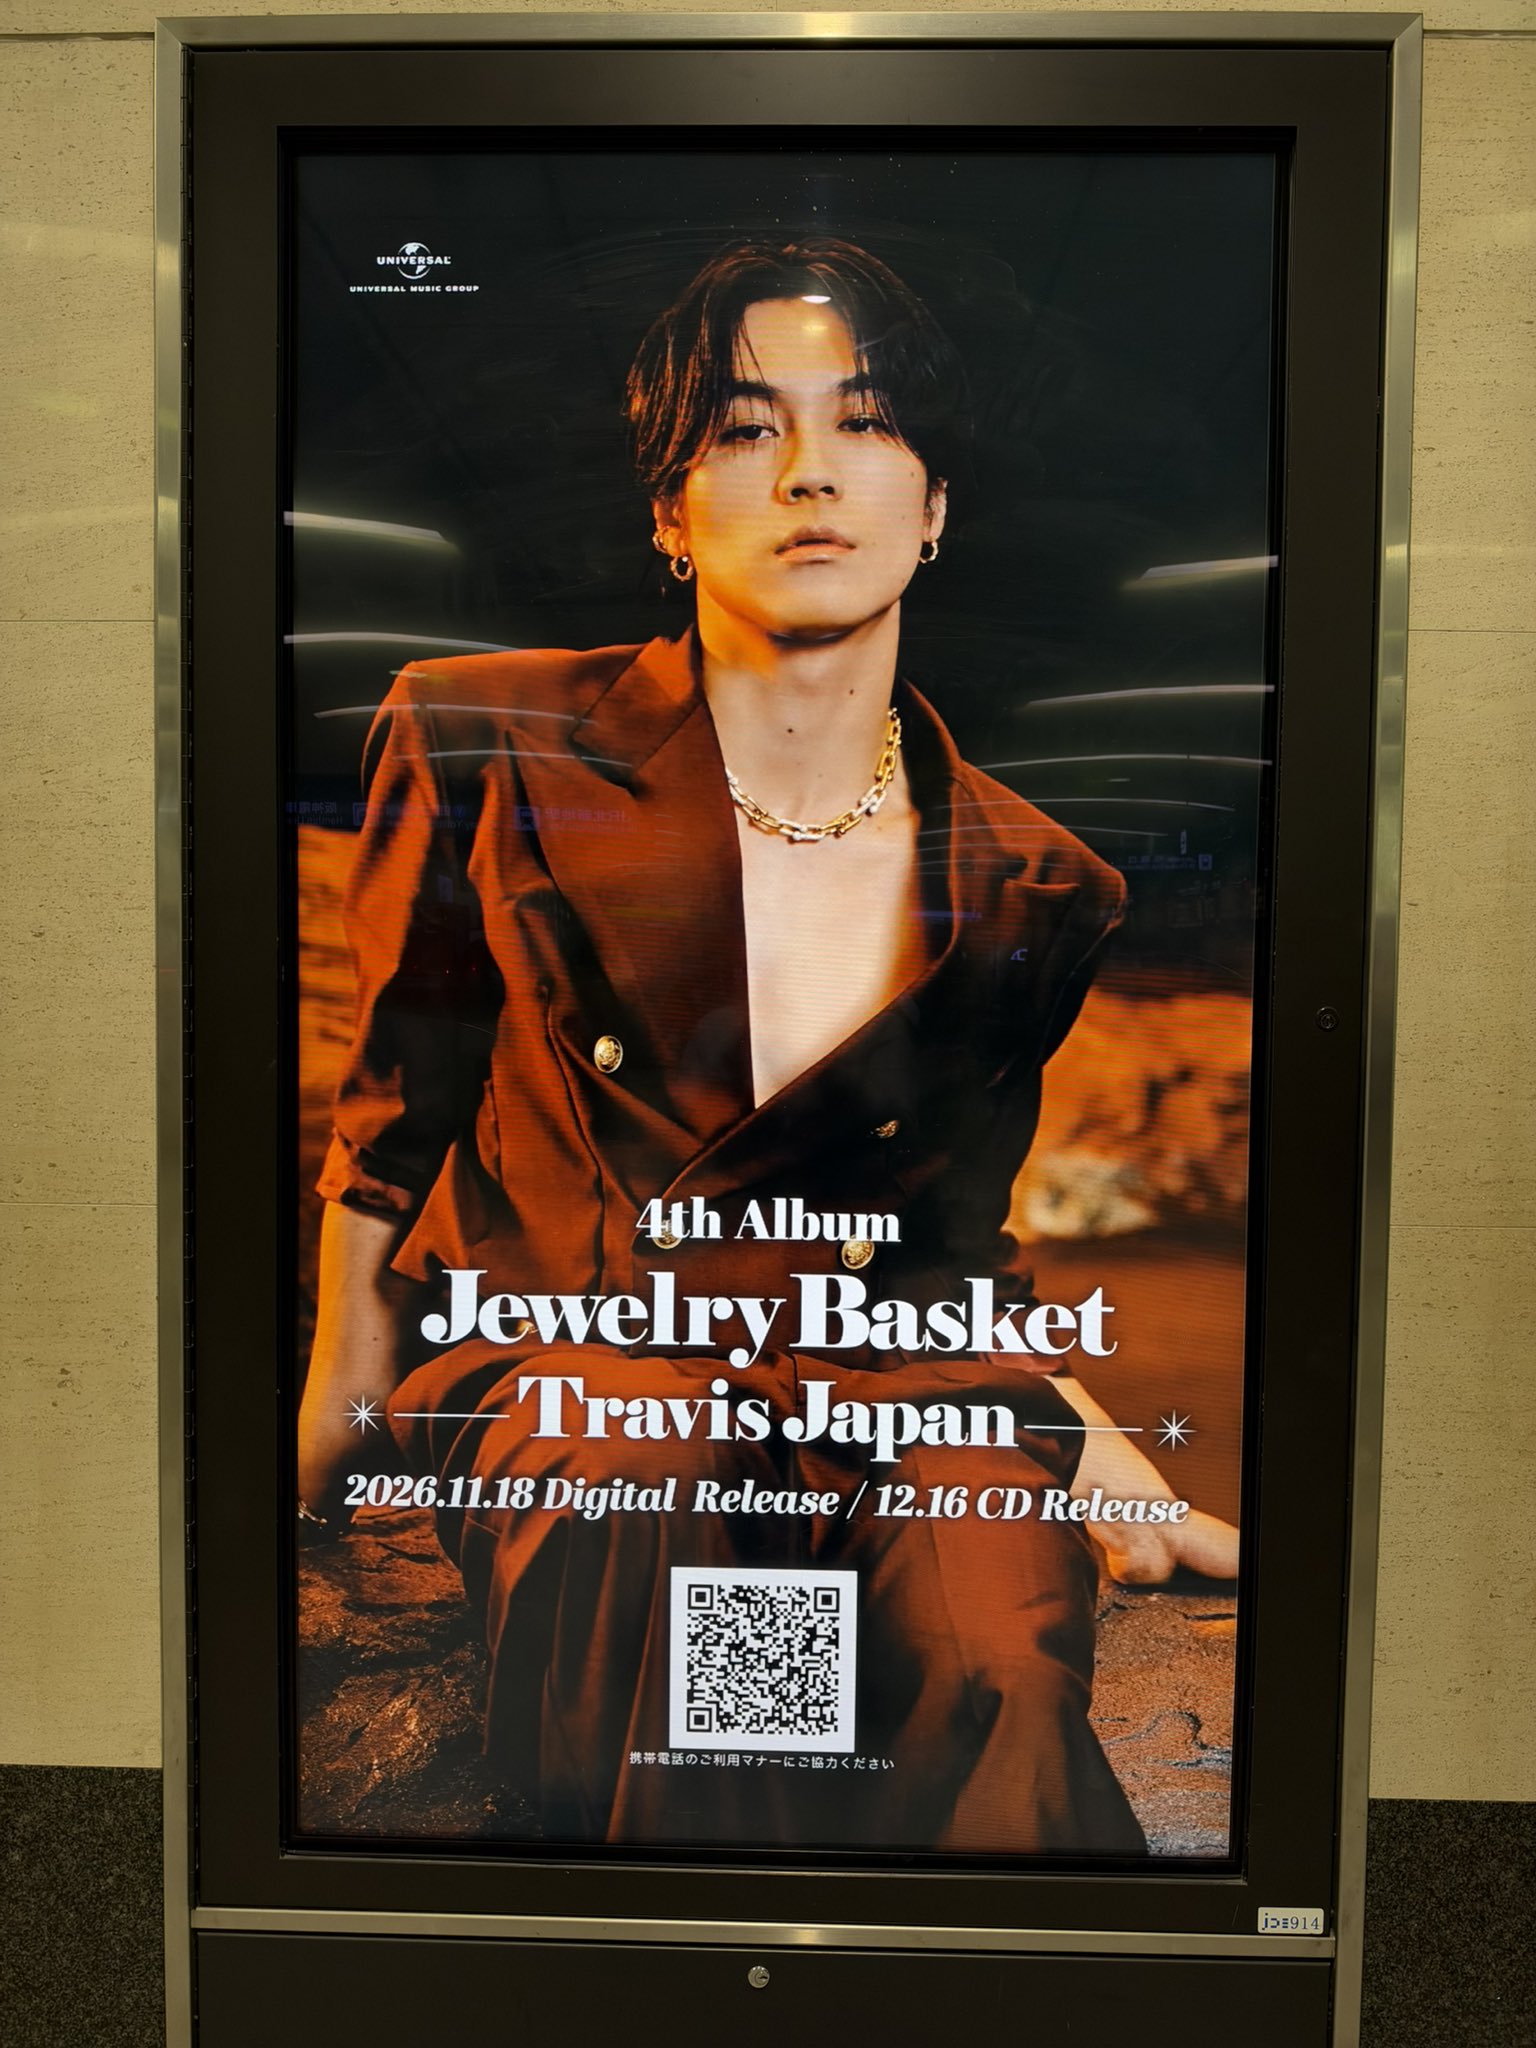 UNIVERSAL
UNIVERSAL MUSIC GROUP
4th Album
Jewelry Basket
Travis Japan
2026.11.18 Digital Release / 12.16 CD Release
携帯電話のご利用マナーにご協力ください
914